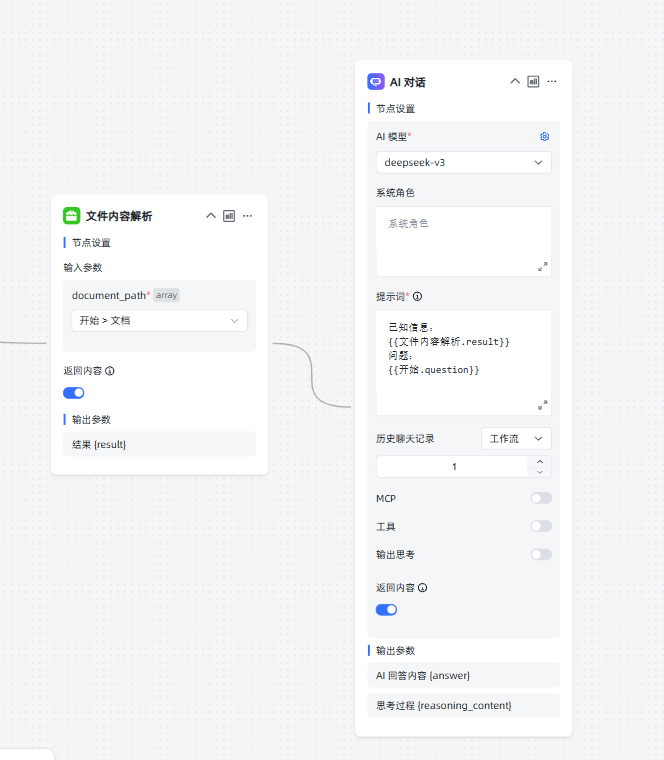 文件内容解析
节点设置
输入参数
document_path* array
开始 > 文档
返回内容
输出参数
结果 {result}
AI 对话
节点设置
AI 模型*
deepseek-v3
系统角色
系统角色
提示词*
已知信息:
{{文件内容解析.result}}
问题:
{{开始.question}}
历史聊天记录 工作流
1
MCP
工具
输出思考
返回内容
输出参数
AI 回答内容 {answer}
思考过程 {reasoning_content}